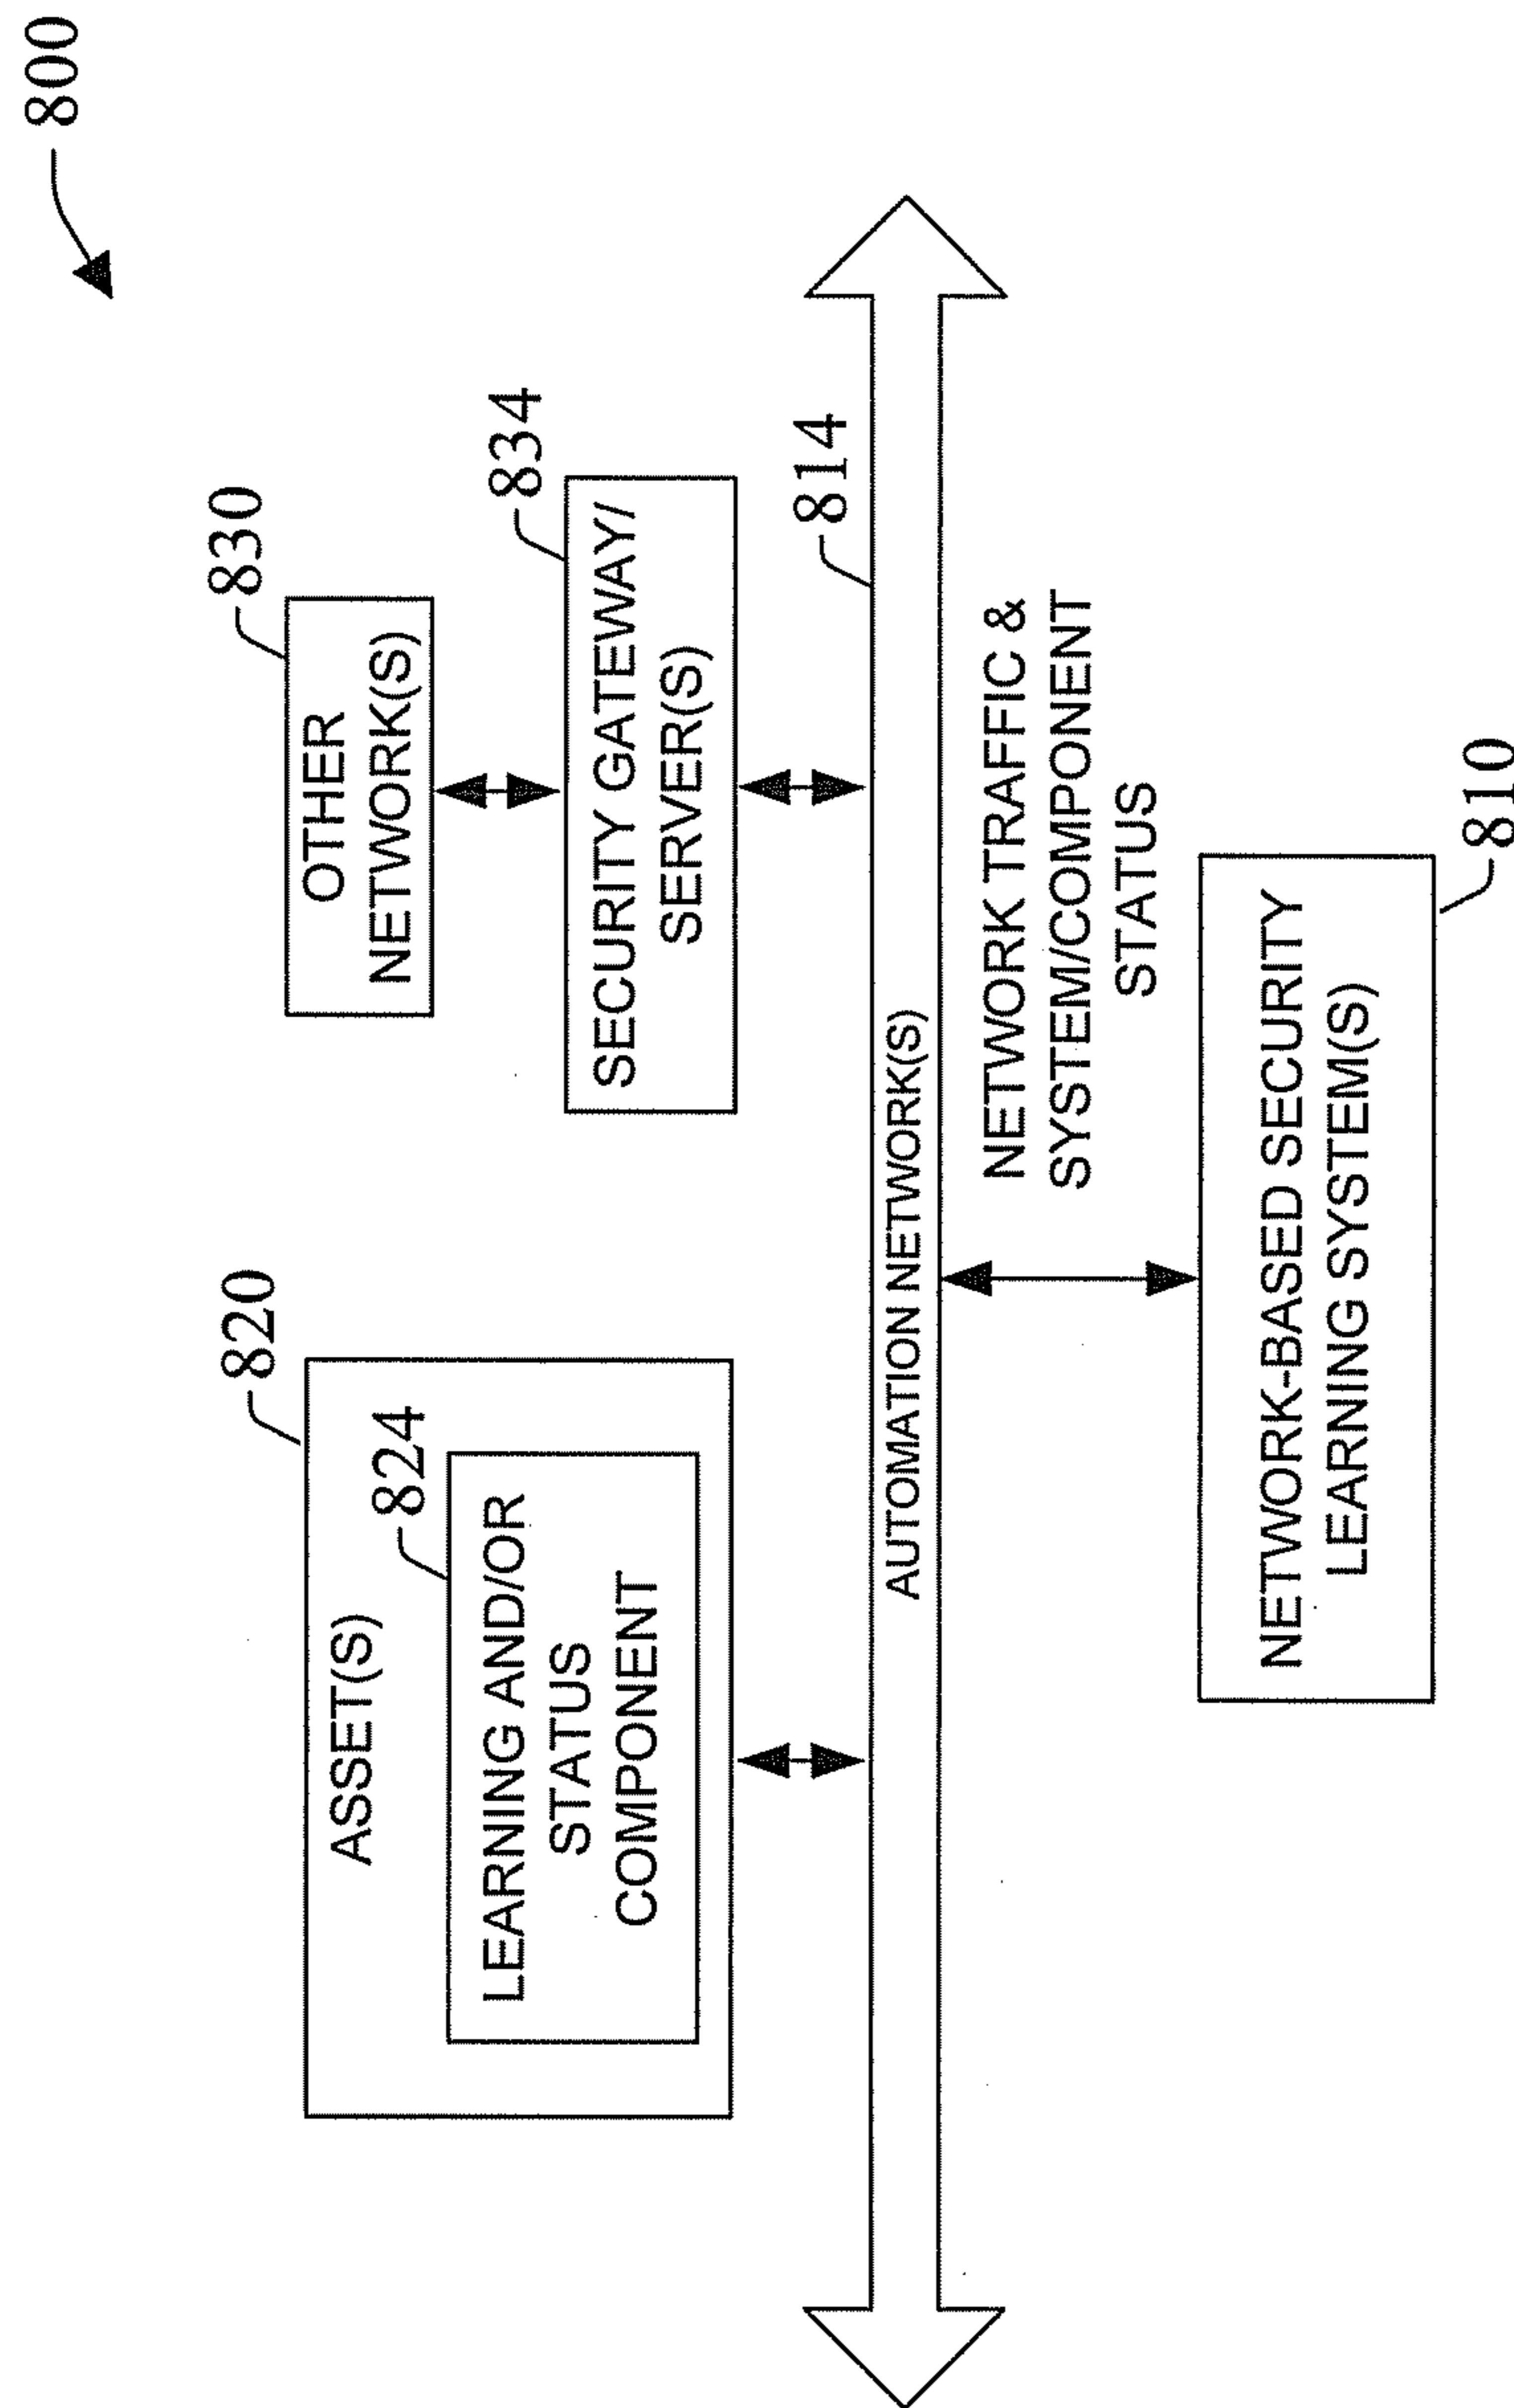 800
830
OTHER
NETWORK(S)
834
SECURITY GATEWAY/
SERVER(S)
820
ASSET(S)
824
LEARNING AND/OR
STATUS
COMPONENT
814
AUTOMATION NETWORK(S)
NETWORK TRAFFIC &
SYSTEM/COMPONENT
STATUS
NETWORK-BASED SECURITY
LEARNING SYSTEM(S)
810